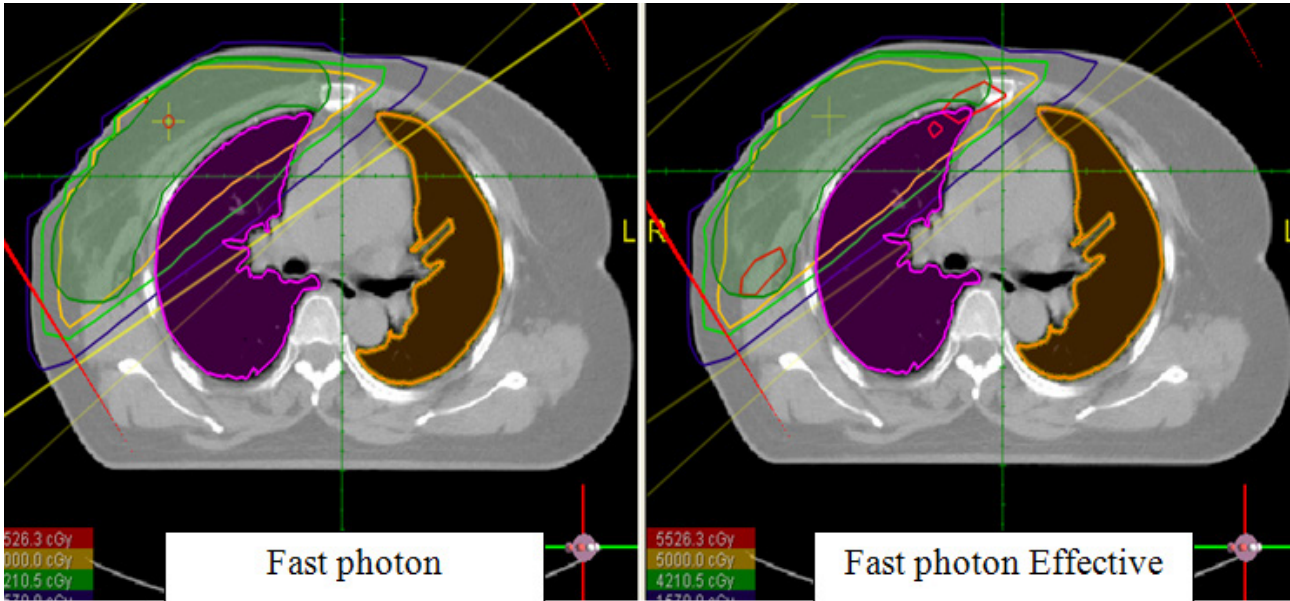 L
R
L
526.3 cGy
000.0 cGy
210.5 cGy
Fast photon
5526.3 cGy
5000.0 cGy
4210.5 cGy
Fast photon Effective